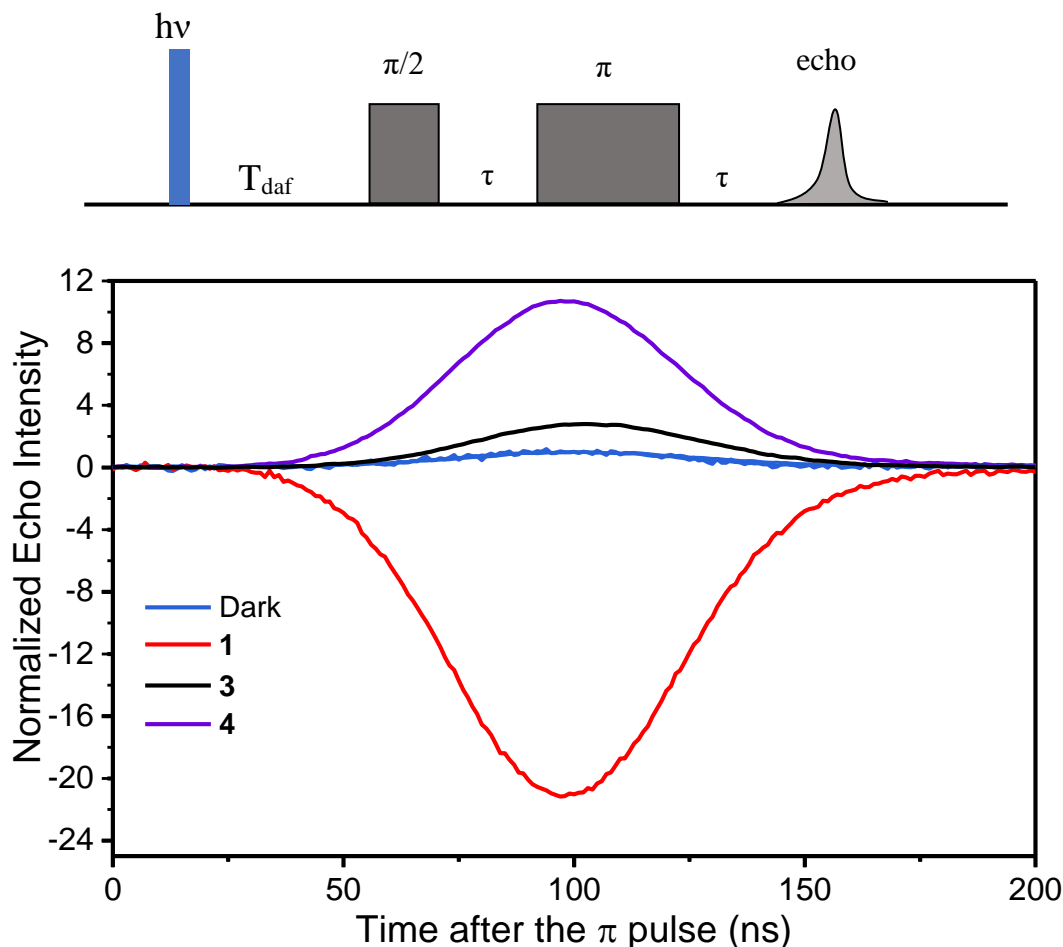 hν
π/2
π
echo
T_daf
τ
τ
Normalized Echo Intensity
12
8
4
0
-4
-8
-12
-16
-20
-24
Dark
1
3
4
0
50
100
150
200
Time after the π pulse (ns)